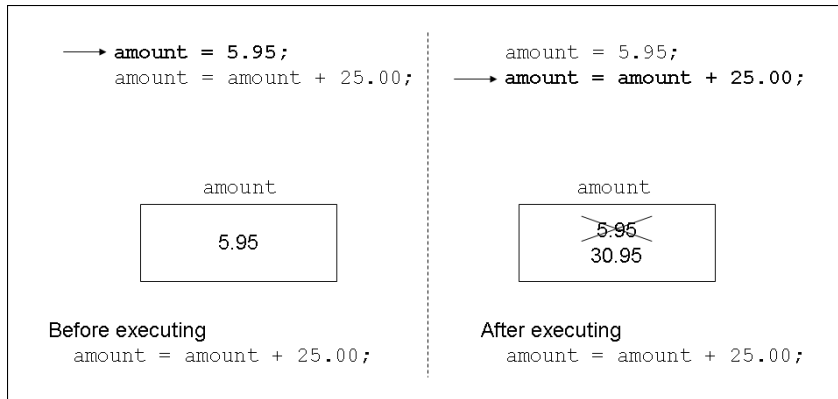 amount = 5.95;
amount = amount + 25.00;
amount
5.95
Before executing
amount = amount + 25.00;
amount = 5.95;
amount = amount + 25.00;
amount
5.95
30.95
After executing
amount = amount + 25.00;